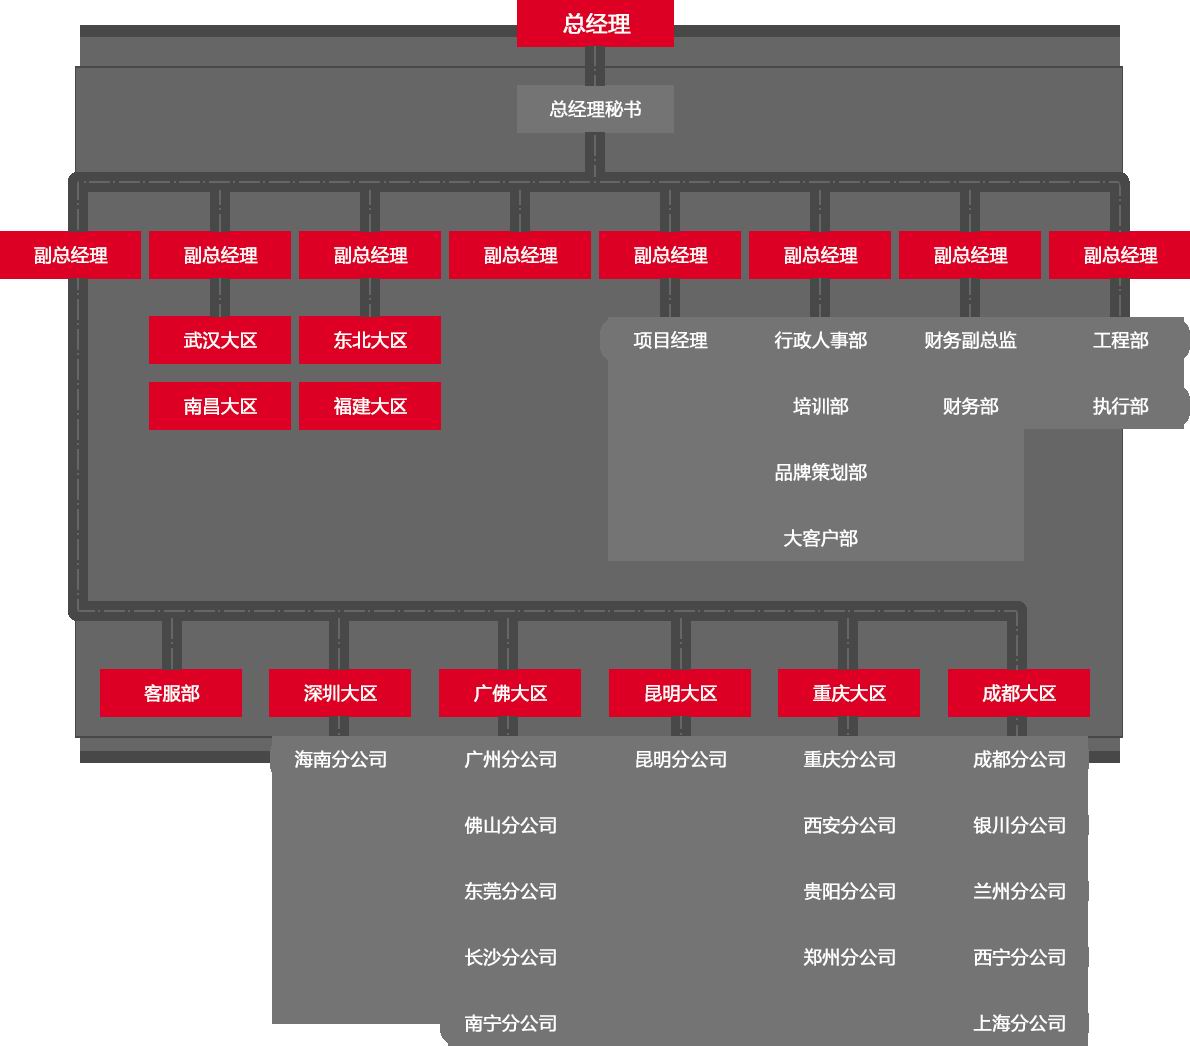 总经理
总经理秘书
副总经理 副总经理 副总经理 副总经理 副总经理 副总经理 副总经理 副总经理
武汉大区 东北大区 项目经理 行政人事部 财务副总监 工程部
南昌大区 福建大区 培训部 财务部 执行部
品牌策划部
大客户部
客服部 深圳大区 广佛大区 昆明大区 重庆大区 成都大区
海南分公司 广州分公司 昆明分公司 重庆分公司 成都分公司
佛山分公司 西安分公司 银川分公司
东莞分公司 贵阳分公司 兰州分公司
长沙分公司 郑州分公司 西宁分公司
南宁分公司 上海分公司